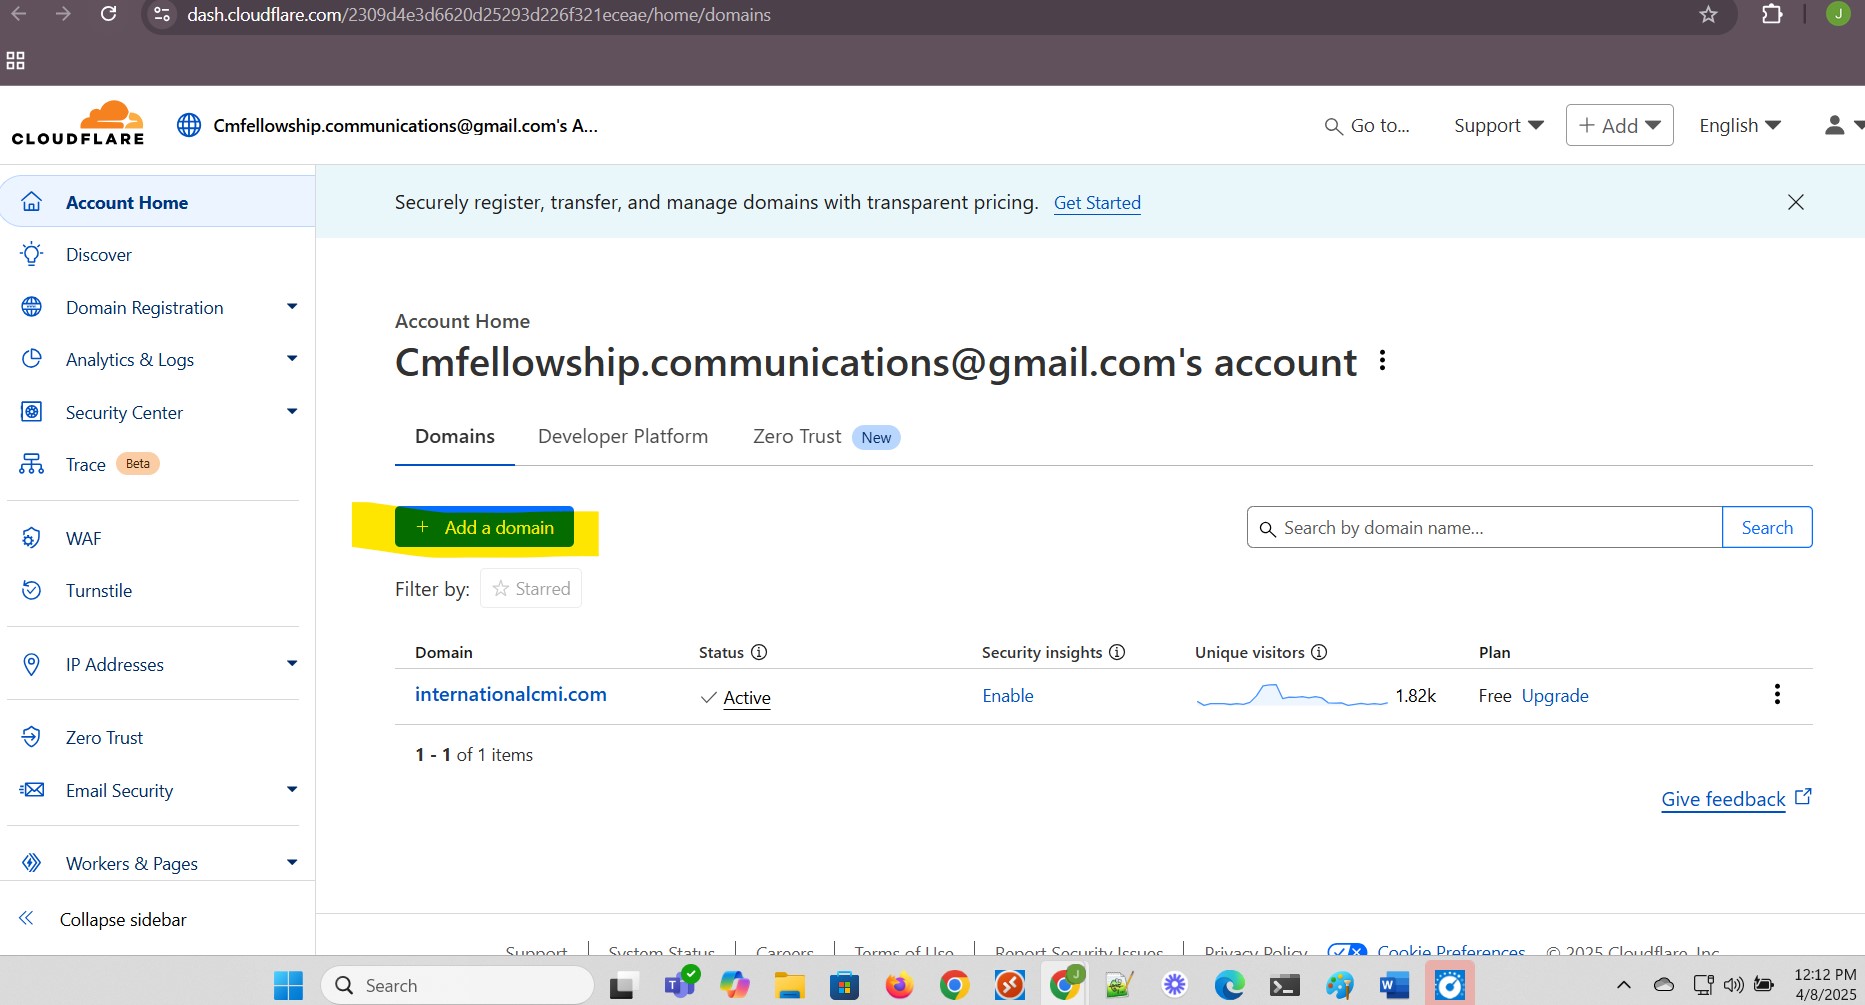 dash.cloudflare.com/2309d4e3d6620d25293d226f321eceae/home/domains
J
CLOUDFLARE
Cmfellowship.communications@gmail.com's A...
Go to...
Support
+ Add
English
Account Home
Discover
Domain Registration
Analytics & Logs
Security Center
Trace Beta
WAF
Turnstile
IP Addresses
Zero Trust
Email Security
Workers & Pages
Collapse sidebar
Securely register, transfer, and manage domains with transparent pricing. Get Started
Account Home
Cmfellowship.communications@gmail.com's account
Domains
Developer Platform
Zero Trust New
+ Add a domain
Search by domain name...
Search
Filter by: Starred
Domain Status Security insights Unique visitors Plan
internationalcmi.com Active Enable 1.82k Free Upgrade
1 - 1 of 1 items
Give feedback
Support System Status Careers Terms of Use Report Security Issues Privacy Policy Cookie Preferences © 2025 Cloudflare, Inc.
Search
J
12:12 PM
4/8/2025